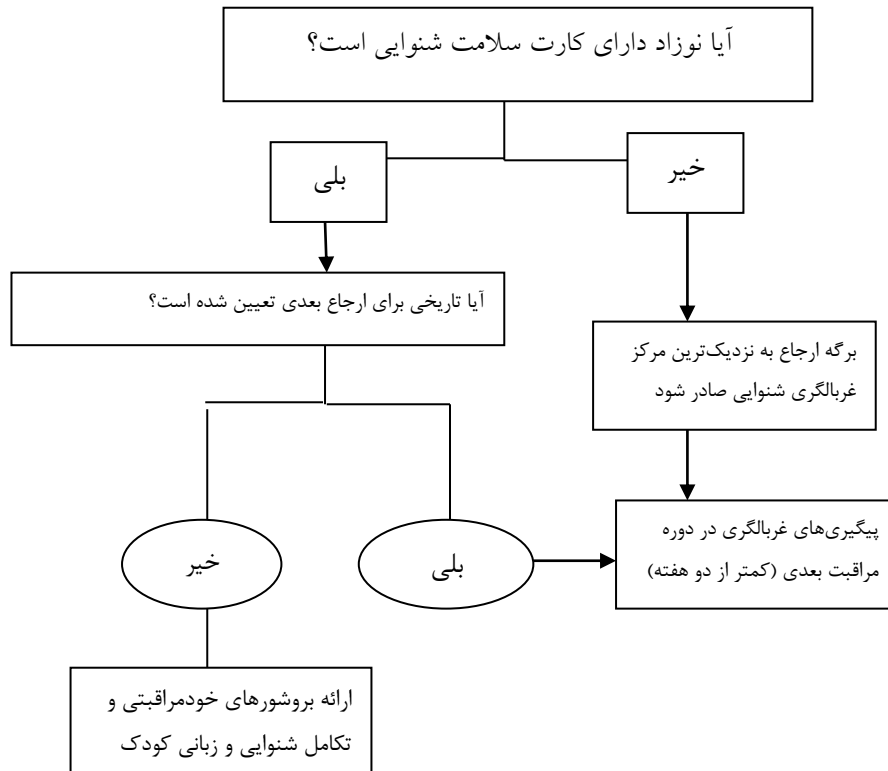 آیا نوزاد دارای کارت سلامت شنوایی است؟
خیر
بلی
آیا تاریخی برای ارجاع بعدی تعیین شده است؟
برگه ارجاع به نزدیک‌ترین مرکز
غربالگری شنوایی صادر شود
پیگیری‌های غربالگری در دوره
مراقبت بعدی (کمتر از دو هفته)
بلی
خیر
ارائه بروشورهای خودمراقبتی و
تکامل شنوایی و زبانی کودک